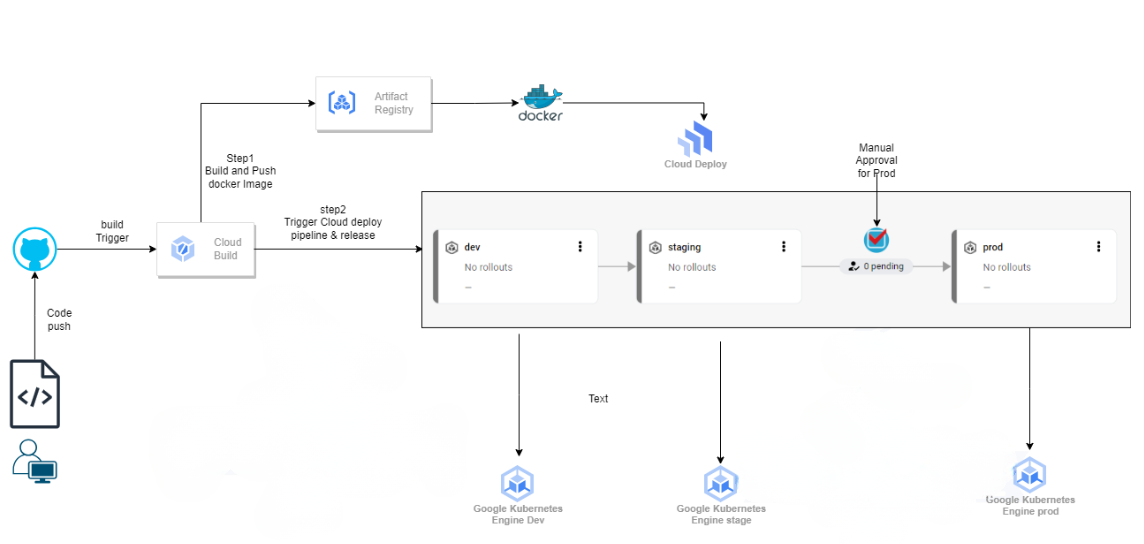 Artifact
Registry
docker
Cloud Deploy
Manual
Approval
for Prod
Step1
Build and Push
docker Image
step2
Trigger Cloud deploy
pipeline & release
build
Trigger
Cloud
Build
dev
No rollouts
–
staging
No rollouts
–
0 pending
prod
No rollouts
–
Code
push
</>
Text
Google Kubernetes
Engine Dev
Google Kubernetes
Engine stage
Google Kubernetes
Engine prod